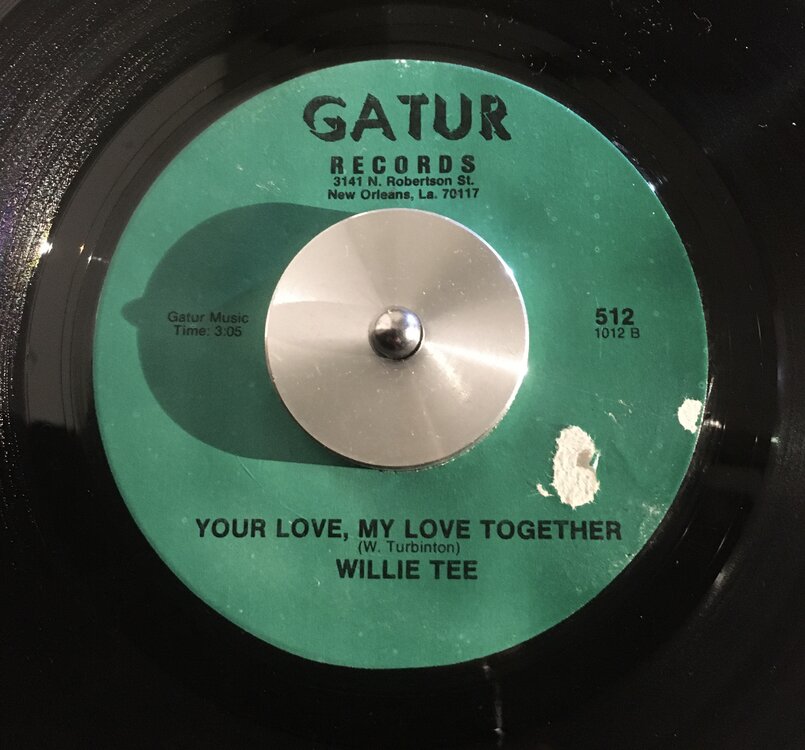 GATUR
RECORDS
3141 N. Robertson St.
New Orleans, La. 70117
Gatur Music
Time: 3:05
512
1012 B
YOUR LOVE, MY LOVE TOGETHER
(W. Turbinton)
WILLIE TEE